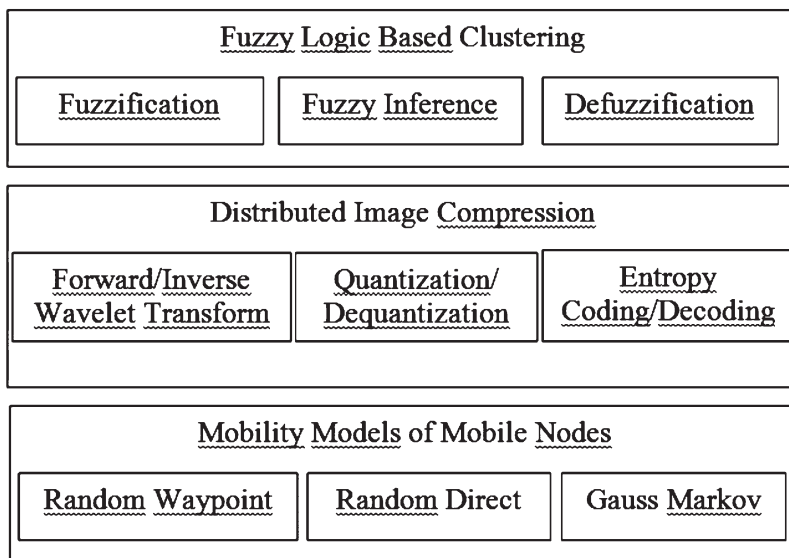 Fuzzy Logic Based Clustering
Fuzzification
Fuzzy Inference
Defuzzification
Distributed Image Compression
Forward/Inverse
Wavelet Transform
Quantization/
Dequantization
Entropy
Coding/Decoding
Mobility Models of Mobile Nodes
Random Waypoint
Random Direct
Gauss Markov